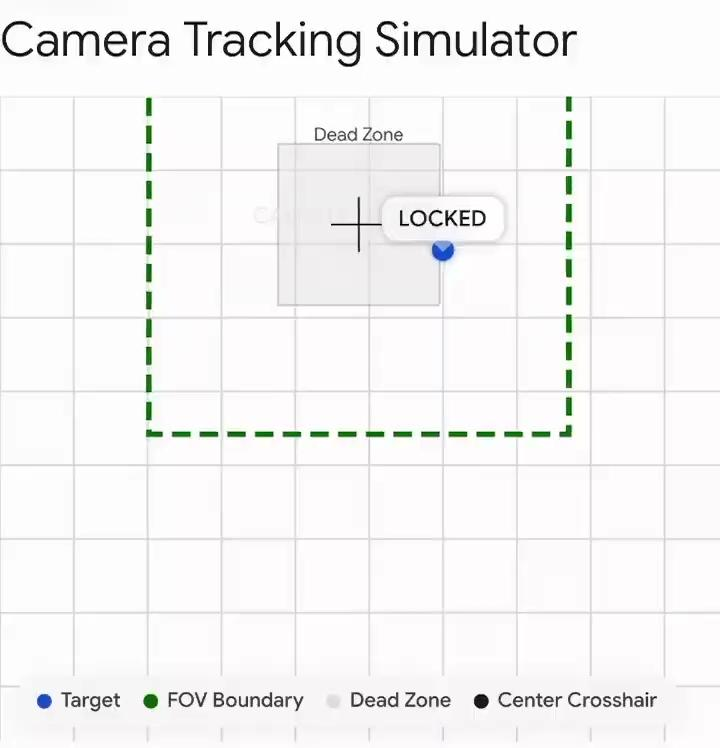 Camera Tracking Simulator
Dead Zone
LOCKED
Target
FOV Boundary
Dead Zone
Center Crosshair